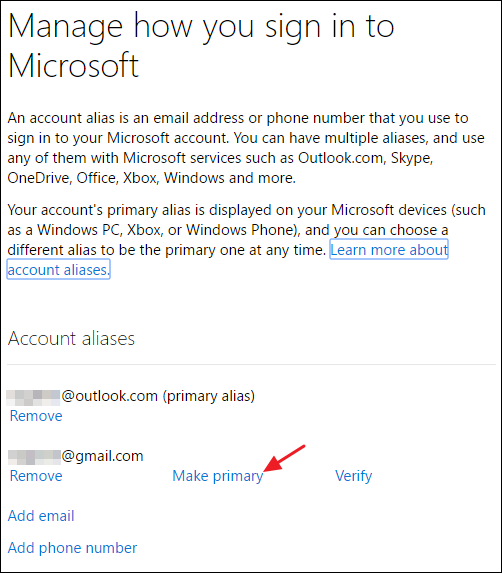 Manage how you sign in to
Microsoft
An account alias is an email address or phone number that you use to
sign in to your Microsoft account. You can have multiple aliases, and use
any of them with Microsoft services such as Outlook.com, Skype,
OneDrive, Office, Xbox, Windows and more.
Your account's primary alias is displayed on your Microsoft devices (such
as a Windows PC, Xbox, or Windows Phone), and you can choose a
different alias to be the primary one at any time. Learn more about
account aliases.
Account aliases
@outlook.com (primary alias)
Remove
@gmail.com
Remove Make primary Verify
Add email
Add phone number